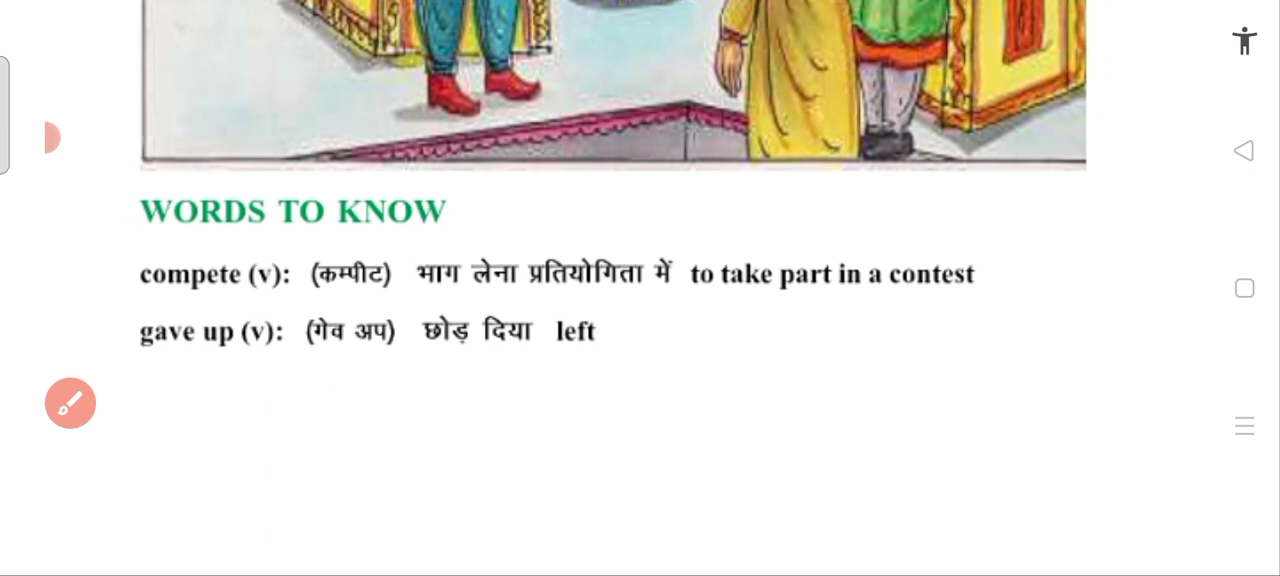 WORDS TO KNOW
compete (v): (कम्पीट) भाग लेना प्रतियोगिता में to take part in a contest
gave up (v): (गेव अप) छोड़ दिया left